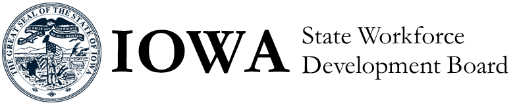 THE GREAT SEAL OF THE STATE OF IOWA
IOWA
State Workforce
Development Board